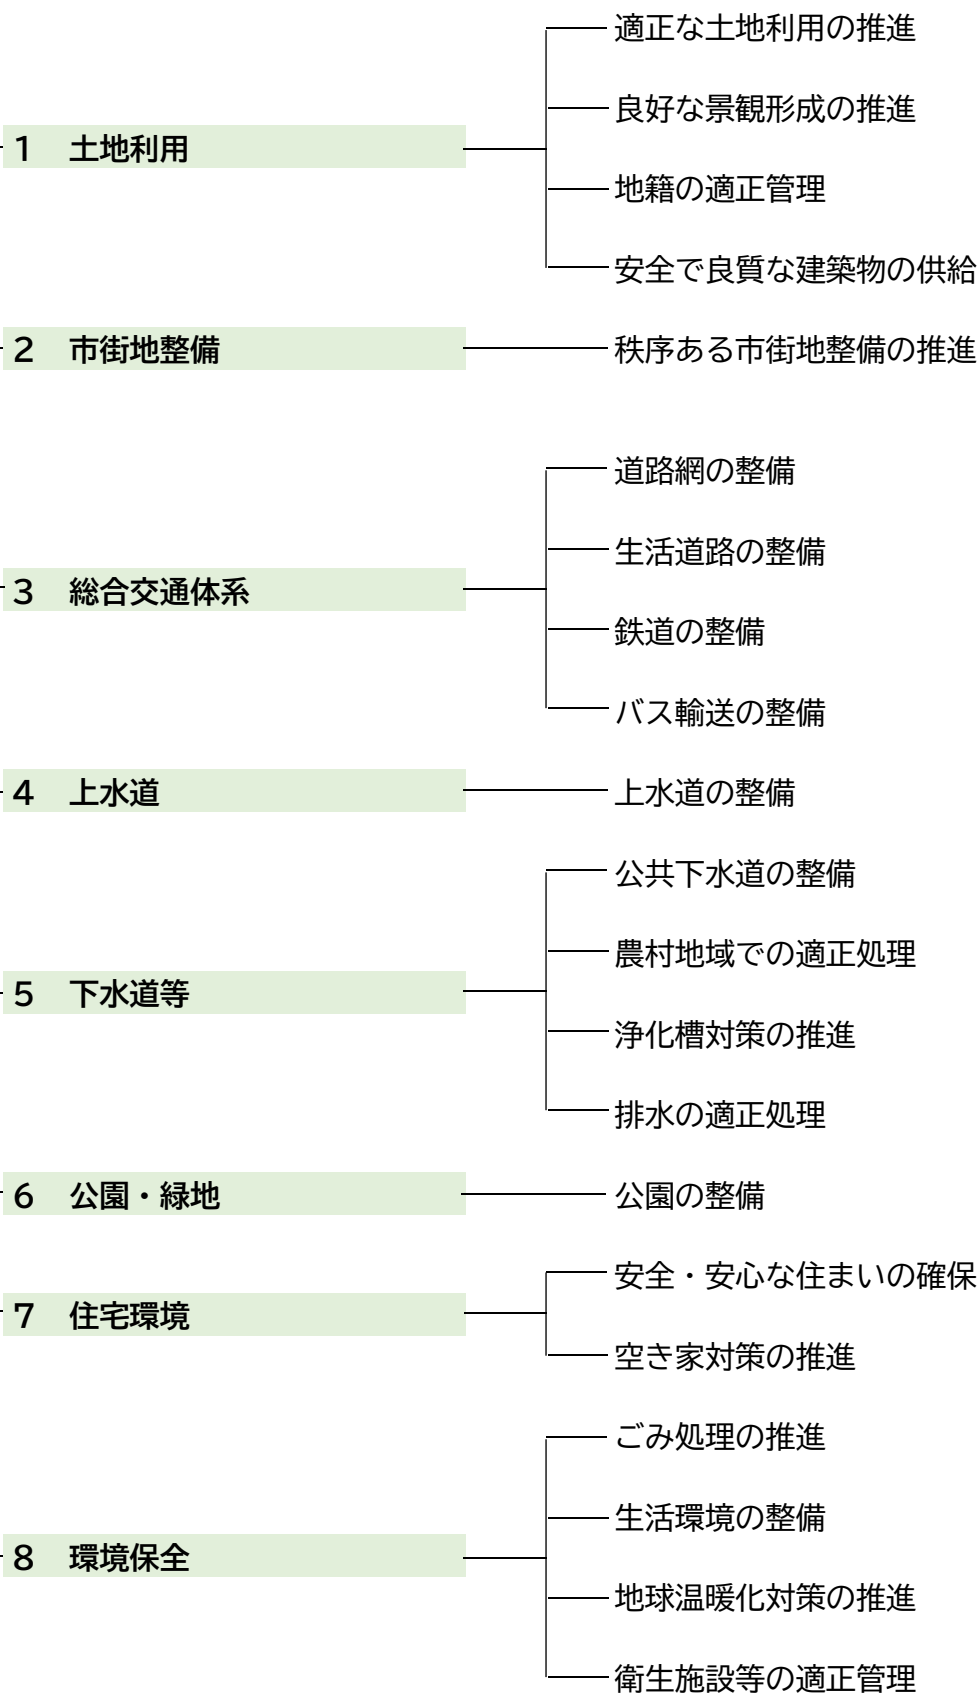 1 土地利用
適正な土地利用の推進
良好な景観形成の推進
地籍の適正管理
安全で良質な建築物の供給
2 市街地整備
秩序ある市街地整備の推進
3 総合交通体系
道路網の整備
生活道路の整備
鉄道の整備
バス輸送の整備
4 上水道
上水道の整備
5 下水道等
公共下水道の整備
農村地域での適正処理
浄化槽対策の推進
排水の適正処理
6 公園・緑地
公園の整備
7 住宅環境
安全・安心な住まいの確保
空き家対策の推進
8 環境保全
ごみ処理の推進
生活環境の整備
地球温暖化対策の推進
衛生施設等の適正管理